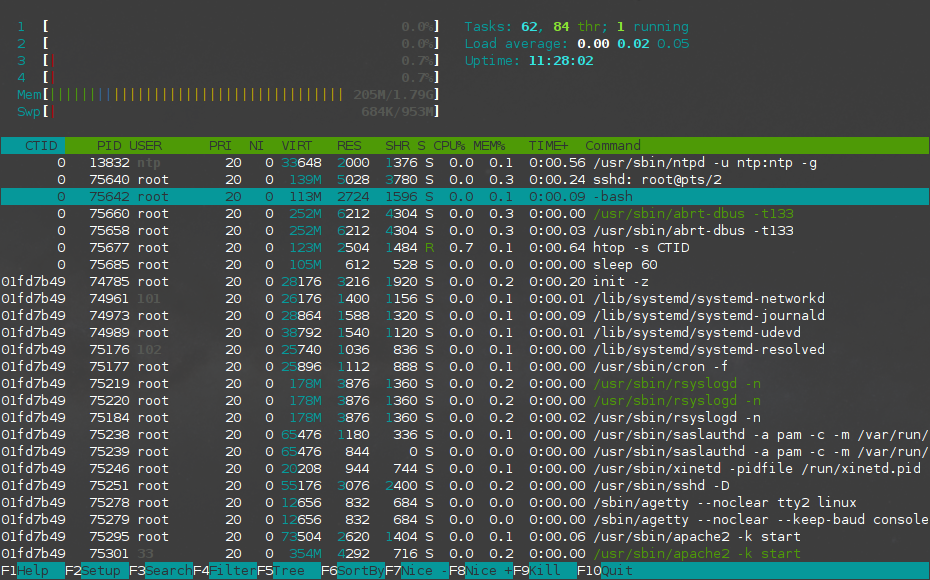 1 [ 0.0%] Tasks: 62, 84 thr; 1 running
2 [ 0.0%] Load average: 0.00 0.02 0.05
3 [| 0.7%] Uptime: 11:28:02
4 [| 0.7%]
Mem[||||||||||||||||||||||||||||||||||||| 205M/1.79G]
Swp[| 684K/953M]
CTID PID USER PRI NI VIRT RES SHR S CPU% MEM% TIME+ Command
0 13832 ntp 20 0 33648 2000 1376 S 0.0 0.1 0:00.56 /usr/sbin/ntpd -u ntp:ntp -g
0 75640 root 20 0 139M 5028 3780 S 0.0 0.3 0:00.24 sshd: root@pts/2
0 75642 root 20 0 113M 2724 1596 S 0.0 0.1 0:00.09 -bash
0 75660 root 20 0 252M 6212 4304 S 0.0 0.3 0:00.00 /usr/sbin/abrt-dbus -t133
0 75658 root 20 0 252M 6212 4304 S 0.0 0.3 0:00.03 /usr/sbin/abrt-dbus -t133
0 75677 root 20 0 123M 2504 1484 R 0.7 0.1 0:00.64 htop -s CTID
0 75685 root 20 0 105M 612 528 S 0.0 0.0 0:00.00 sleep 60
01fd7b49 74785 root 20 0 28176 3216 1920 S 0.0 0.2 0:00.20 init -z
01fd7b49 74961 101 20 0 26176 1400 1156 S 0.0 0.1 0:00.01 /lib/systemd/systemd-networkd
01fd7b49 74973 root 20 0 28864 1588 1320 S 0.0 0.1 0:00.09 /lib/systemd/systemd-journald
01fd7b49 74989 root 20 0 38792 1540 1120 S 0.0 0.1 0:00.01 /lib/systemd/systemd-udevd
01fd7b49 75176 102 20 0 25740 1036 836 S 0.0 0.1 0:00.00 /lib/systemd/systemd-resolved
01fd7b49 75177 root 20 0 25896 1112 888 S 0.0 0.1 0:00.00 /usr/sbin/cron -f
01fd7b49 75219 root 20 0 178M 3876 1360 S 0.0 0.2 0:00.00 /usr/sbin/rsyslogd -n
01fd7b49 75220 root 20 0 178M 3876 1360 S 0.0 0.2 0:00.00 /usr/sbin/rsyslogd -n
01fd7b49 75184 root 20 0 178M 3876 1360 S 0.0 0.2 0:00.02 /usr/sbin/rsyslogd -n
01fd7b49 75238 root 20 0 65476 1180 336 S 0.0 0.1 0:00.00 /usr/sbin/saslauthd -a pam -c -m /var/run/
01fd7b49 75239 root 20 0 65476 844 0 S 0.0 0.0 0:00.00 /usr/sbin/saslauthd -a pam -c -m /var/run/
01fd7b49 75246 root 20 0 20208 944 744 S 0.0 0.1 0:00.00 /usr/sbin/xinetd -pidfile /run/xinetd.pid
01fd7b49 75251 root 20 0 55176 3076 2400 S 0.0 0.2 0:00.00 /usr/sbin/sshd -D
01fd7b49 75278 root 20 0 12656 832 684 S 0.0 0.0 0:00.00 /sbin/agetty --noclear tty2 linux
01fd7b49 75279 root 20 0 12656 832 684 S 0.0 0.0 0:00.00 /sbin/agetty --noclear --keep-baud console
01fd7b49 75295 root 20 0 73504 2620 1404 S 0.0 0.1 0:00.06 /usr/sbin/apache2 -k start
01fd7b49 75301 33 20 0 354M 4292 716 S 0.0 0.2 0:00.00 /usr/sbin/apache2 -k start
F1Help F2Setup F3SearchF4FilterF5Tree F6SortByF7Nice -F8Nice +F9Kill F10Quit